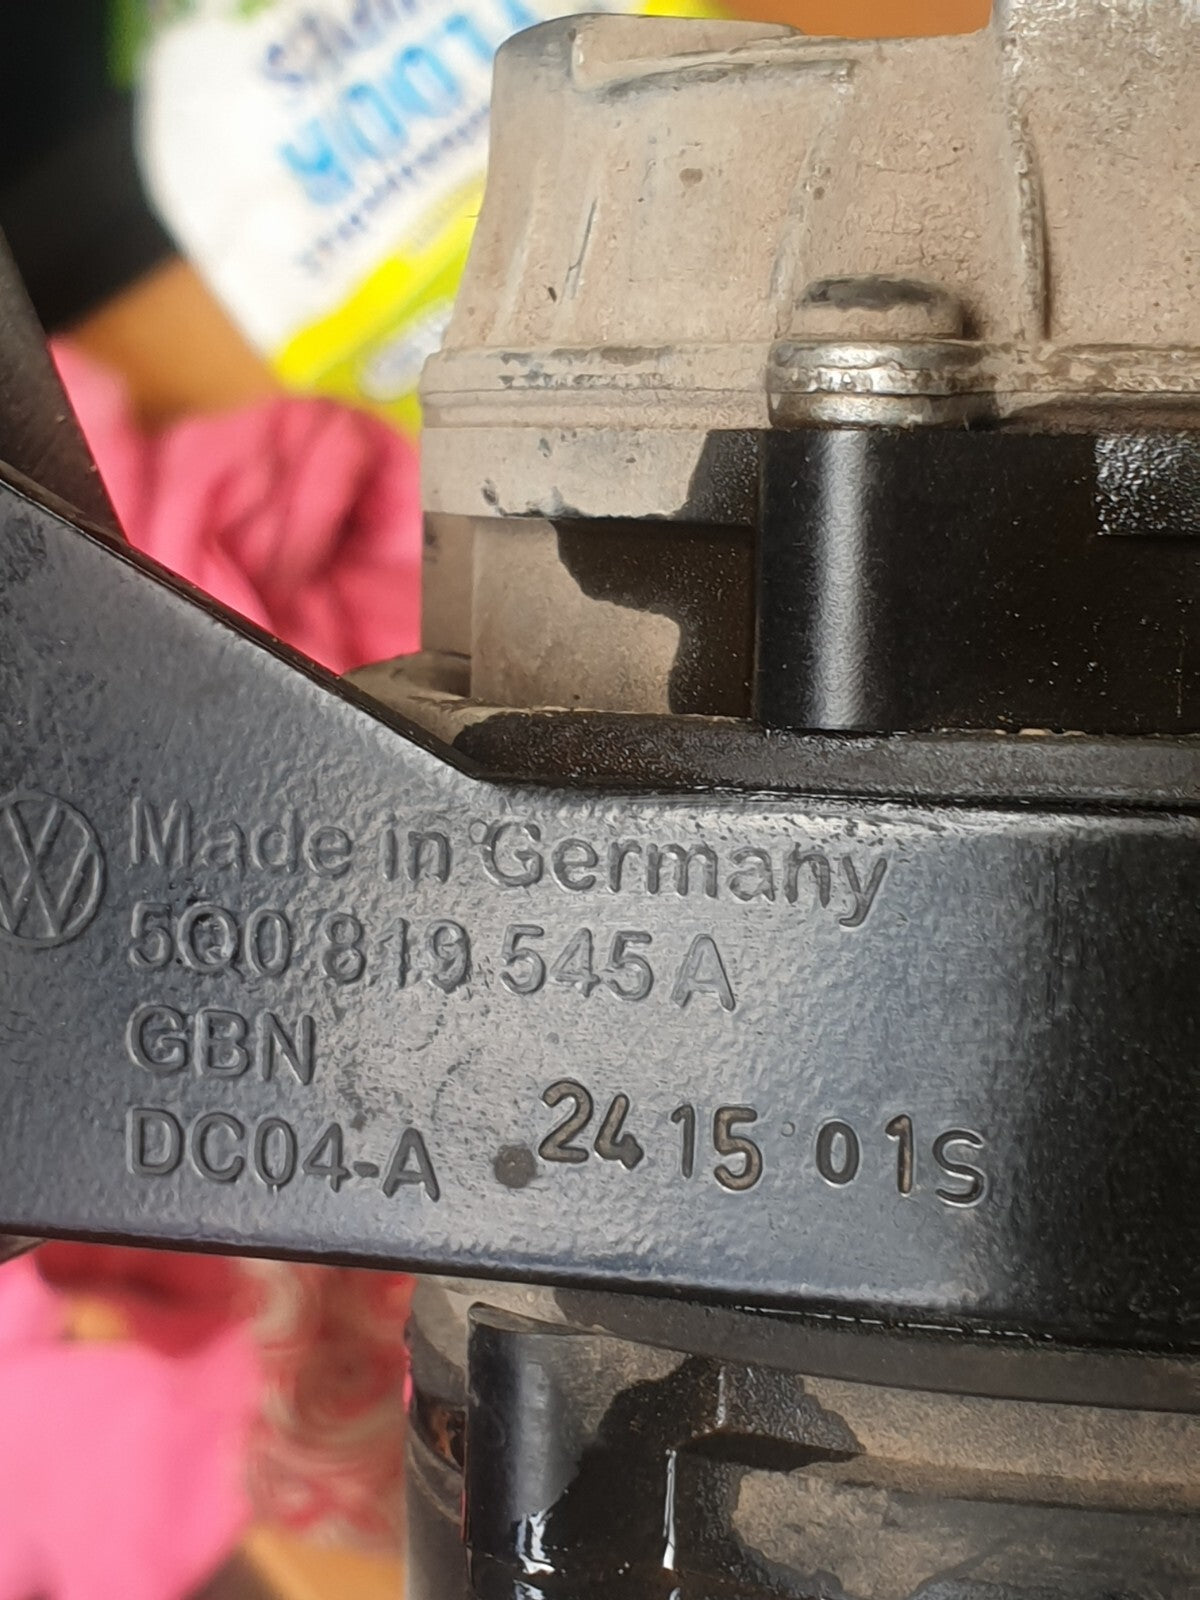 Made in Germany
5Q0 819 545 A
GBN
DC04-A
24 15 01S